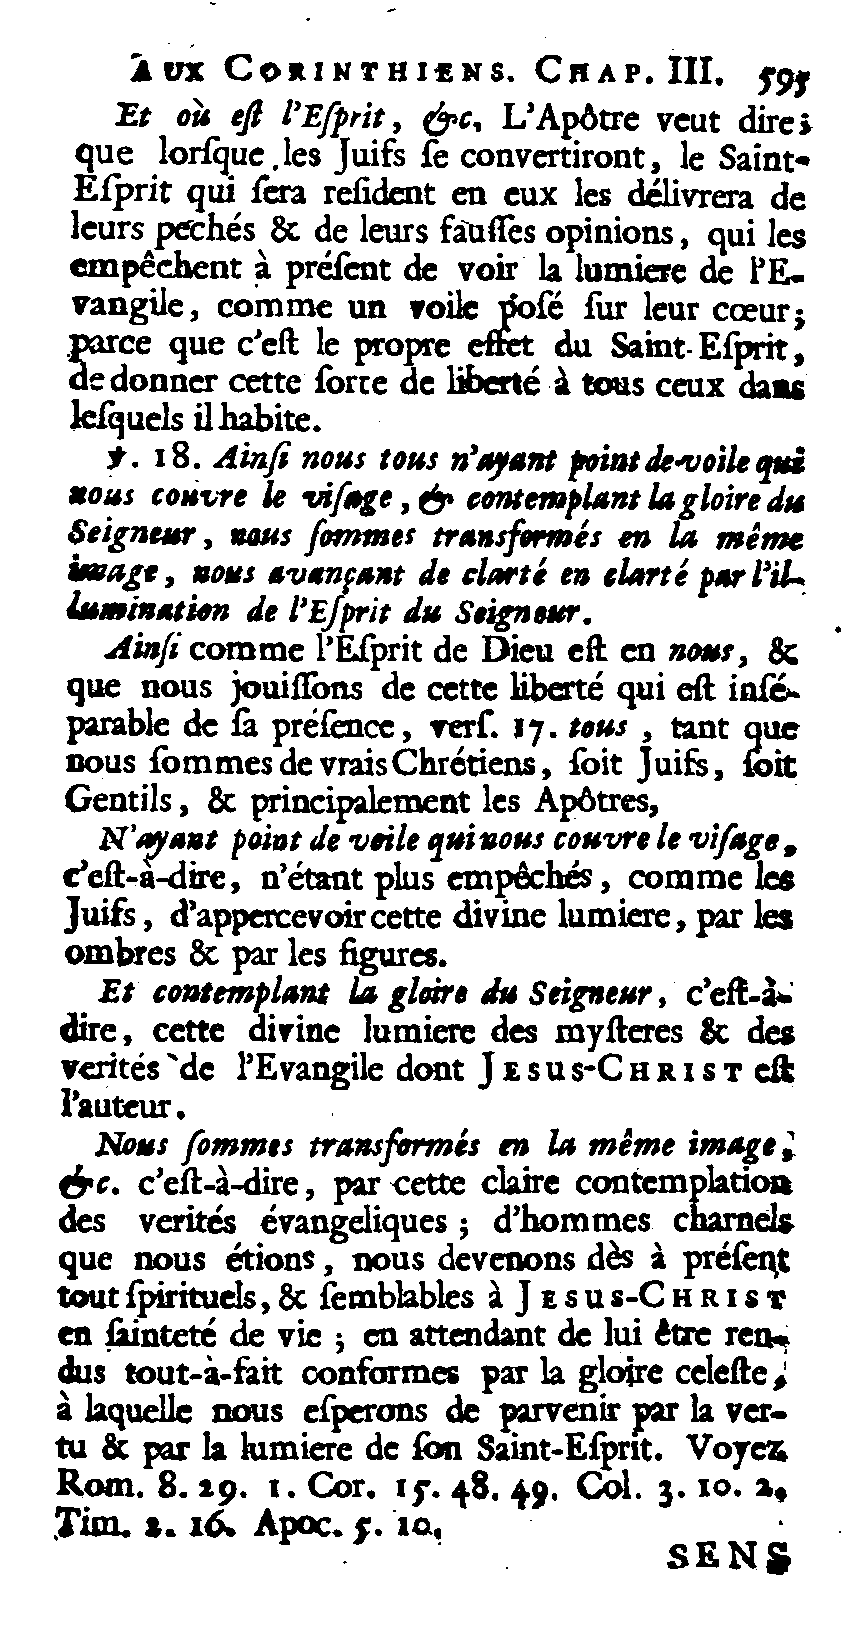 AUX CORINTHIENS. CHAP. III. 595
Et où eſt l'Eſprit, &c. L'Apôtre veut dire;
que lorſque les Juifs ſe convertiront, le Saint-
Eſprit qui ſera reſident en eux les délivrera de
leurs pechés & de leurs fauſſes opinions, qui les
empêchent à préſent de voir la lumiere de l'E-
vangile, comme un voile poſé ſur leur cœur;
parce que c'eſt le propre effet du Saint-Eſprit,
de donner cette ſorte de liberté à tous ceux dans
leſquels il habite.
℣. 18. Ainſi nous tous n'ayant point de voile qui
nous couvre le viſage, & contemplant la gloire du
Seigneur, nous ſommes transformés en la même
image, nous avançant de clarté en clarté par l'il-
lumination de l'Eſprit du Seigneur.
Ainſi comme l'Eſprit de Dieu eſt en nous, &
que nous jouiſſons de cette liberté qui eſt inſé-
parable de ſa préſence, verſ. 17. tous, tant que
nous ſommes de vrais Chrétiens, ſoit Juifs, ſoit
Gentils, & principalement les Apôtres,
N'ayant point de voile qui nous couvre le viſage,
c'eſt-à-dire, n'étant plus empêchés, comme les
Juifs, d'appercevoir cette divine lumiere, par les
ombres & par les figures.
Et contemplant la gloire du Seigneur, c'eſt-à-
dire, cette divine lumiere des myſteres & des
verités de l'Evangile dont JESUS-CHRIST eſt
l'auteur.
Nous ſommes transformés en la même image,
&c. c'eſt-à-dire, par cette claire contemplation
des verités évangeliques; d'hommes charnels
que nous étions, nous devenons dès à préſent
tout ſpirituels, & ſemblables à JESUS-CHRIST
en ſainteté de vie; en attendant de lui être ren-
dus tout-à-fait conformes par la gloire celeſte,
à laquelle nous eſperons de parvenir par la ver-
tu & par la lumiere de ſon Saint-Eſprit. Voyez
Rom. 8. 29. 1. Cor. 15. 48. 49. Col. 3. 10. 2.
Tim. 2. 16. Apoc. 5. 10.
SENS